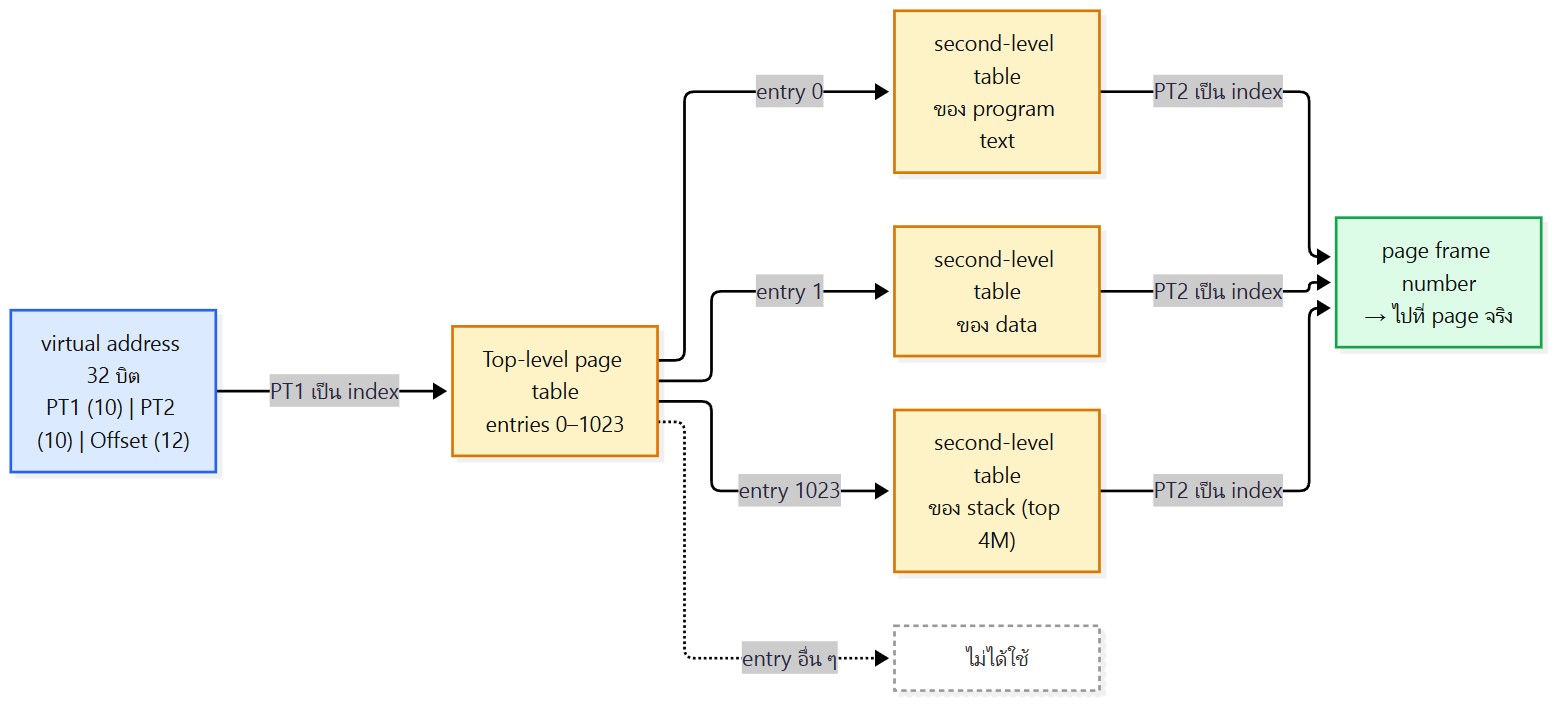 virtual address
32 บิต
PT1 (10) | PT2
(10) | Offset (12)
PT1 เป็น index
Top-level page
table
entries 0–1023
entry 0
second-level
table
ของ program
text
PT2 เป็น index
entry 1
second-level
table
ของ data
PT2 เป็น index
entry 1023
second-level
table
ของ stack (top
4M)
PT2 เป็น index
entry อื่น ๆ
ไม่ได้ใช้
page frame
number
→ ไปที่ page จริง